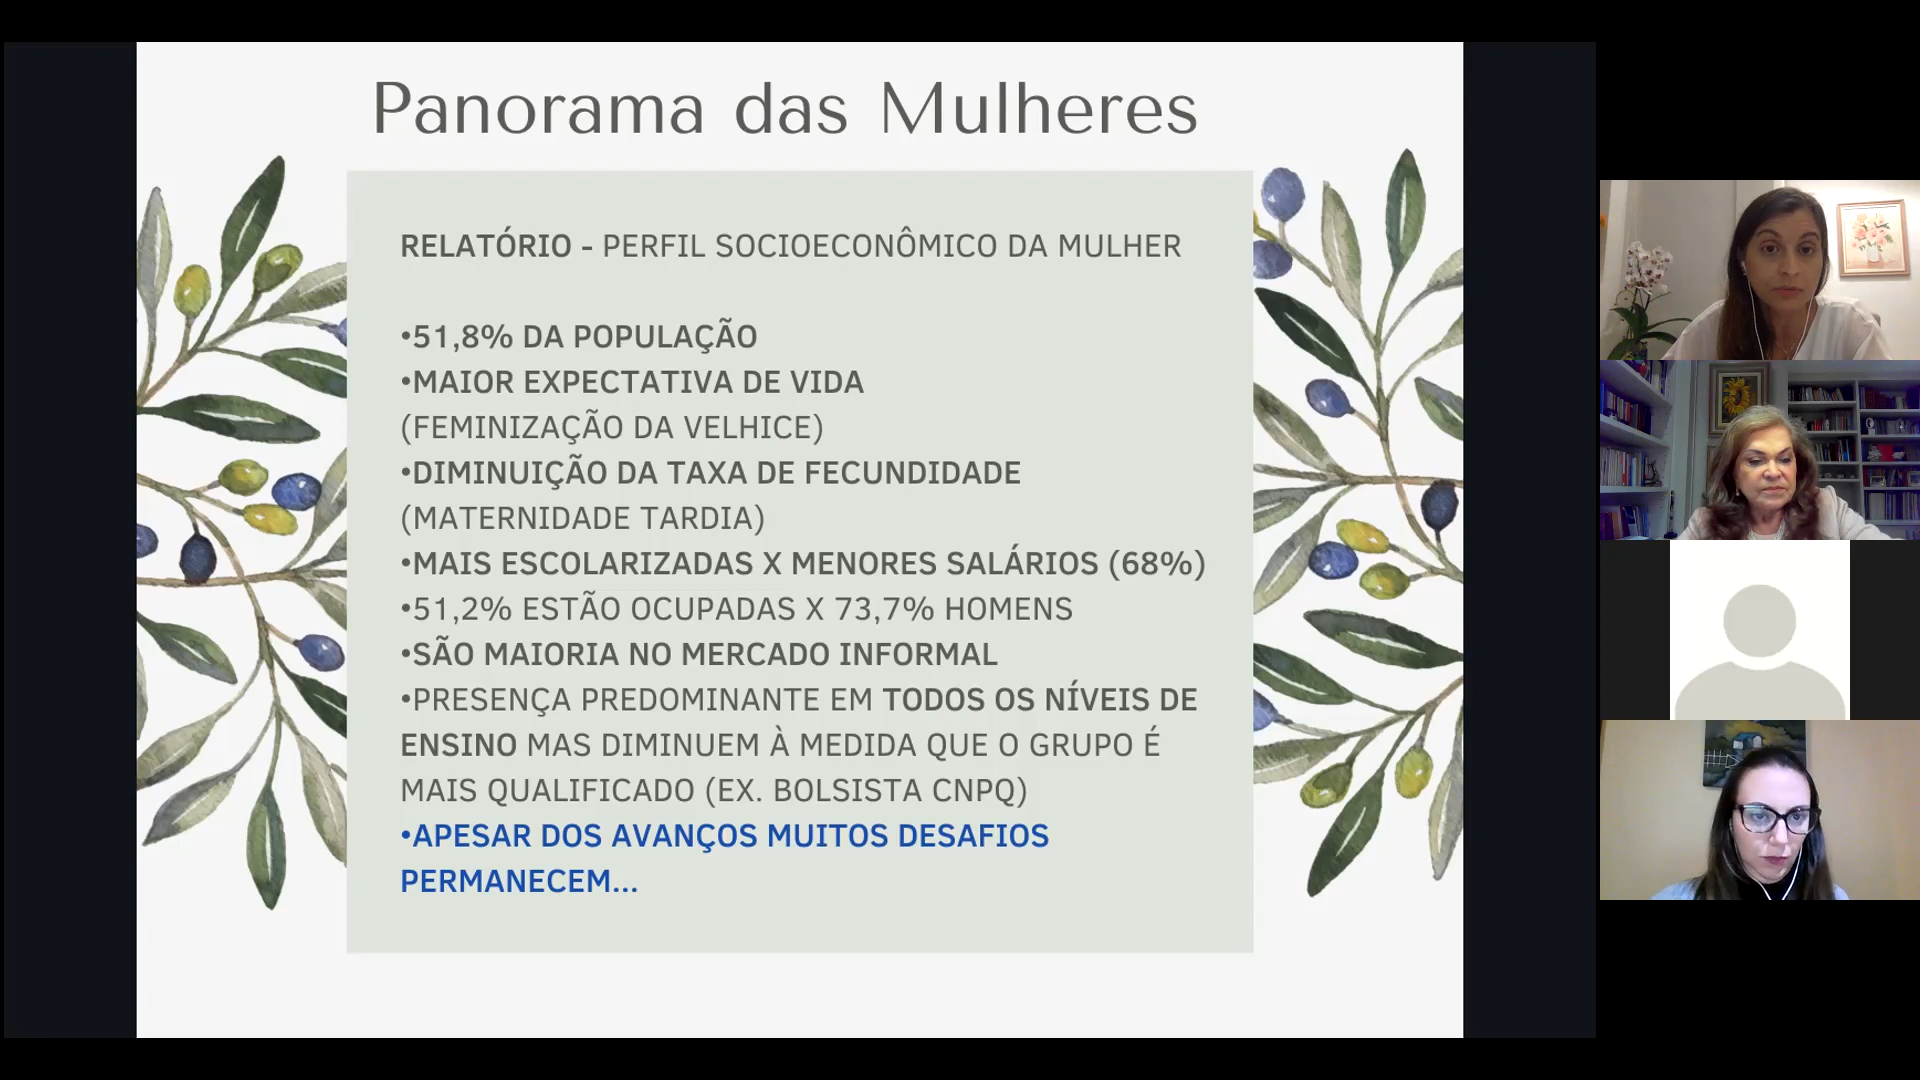 Panorama das Mulheres
RELATÓRIO - PERFIL SOCIOECONÔMICO DA MULHER
•51,8% DA POPULAÇÃO
•MAIOR EXPECTATIVA DE VIDA
(FEMINIZAÇÃO DA VELHICE)
•DIMINUIÇÃO DA TAXA DE FECUNDIDADE
(MATERNIDADE TARDIA)
•MAIS ESCOLARIZADAS X MENORES SALÁRIOS (68%)
•51,2% ESTÃO OCUPADAS X 73,7% HOMENS
•SÃO MAIORIA NO MERCADO INFORMAL
•PRESENÇA PREDOMINANTE EM TODOS OS NÍVEIS DE
ENSINO MAS DIMINUEM À MEDIDA QUE O GRUPO É
MAIS QUALIFICADO (EX. BOLSISTA CNPQ)
•APESAR DOS AVANÇOS MUITOS DESAFIOS
PERMANECEM...